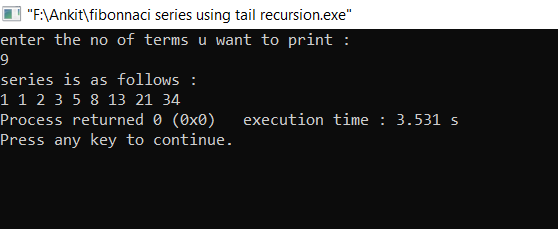 "F:\Ankit\fibonnaci series using tail recursion.exe"
enter the no of terms u want to print :
9
series is as follows :
1 1 2 3 5 8 13 21 34
Process returned 0 (0x0)   execution time : 3.531 s
Press any key to continue.